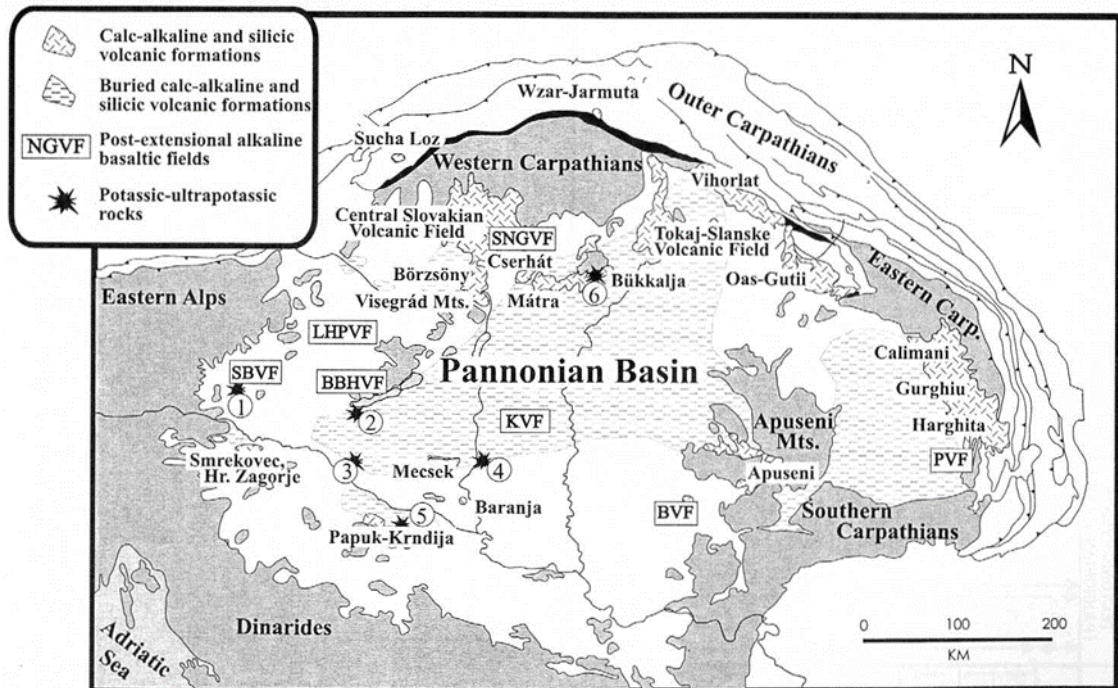 Calc-alkaline and silicic
volcanic formations
Buried calc-alkaline and
silicic volcanic formations
NGVF
Post-extensional alkaline
basaltic fields
Potassic-ultrapotassic
rocks
N
Wzar-Jarmuta
Outer Carpathians
Sucha Loz
Western Carpathians
Vihorlat
Central Slovakian
Volcanic Field
SNGVF
Tokaj-Slanske
Volcanic Field
Cserhát
Börzsöny
Bükkalja
Oas-Gutii
Eastern Carp.
Eastern Alps
Visegrád Mts.
Mátra
6
LHPVF
Calimani
SBVF
BBHVF
Pannonian Basin
Gurghiu
1
2
KVF
Apuseni
Mts.
Harghita
Smrekovec,
Hr. Zagorje
3
Mecsek
4
Apuseni
PVF
5
Baranja
BVF
Southern
Carpathians
Papuk-Krndija
Dinarides
Adriatic
Sea
0
100
200
KM